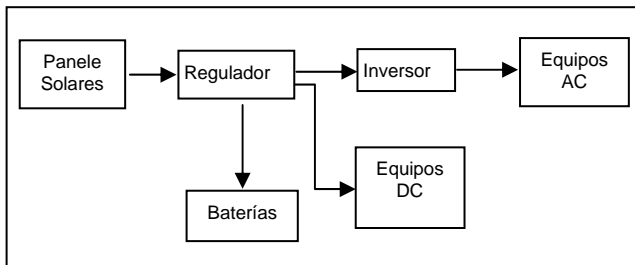 Panele
Solares
Regulador
Inversor
Equipos
AC
Equipos
DC
Baterías